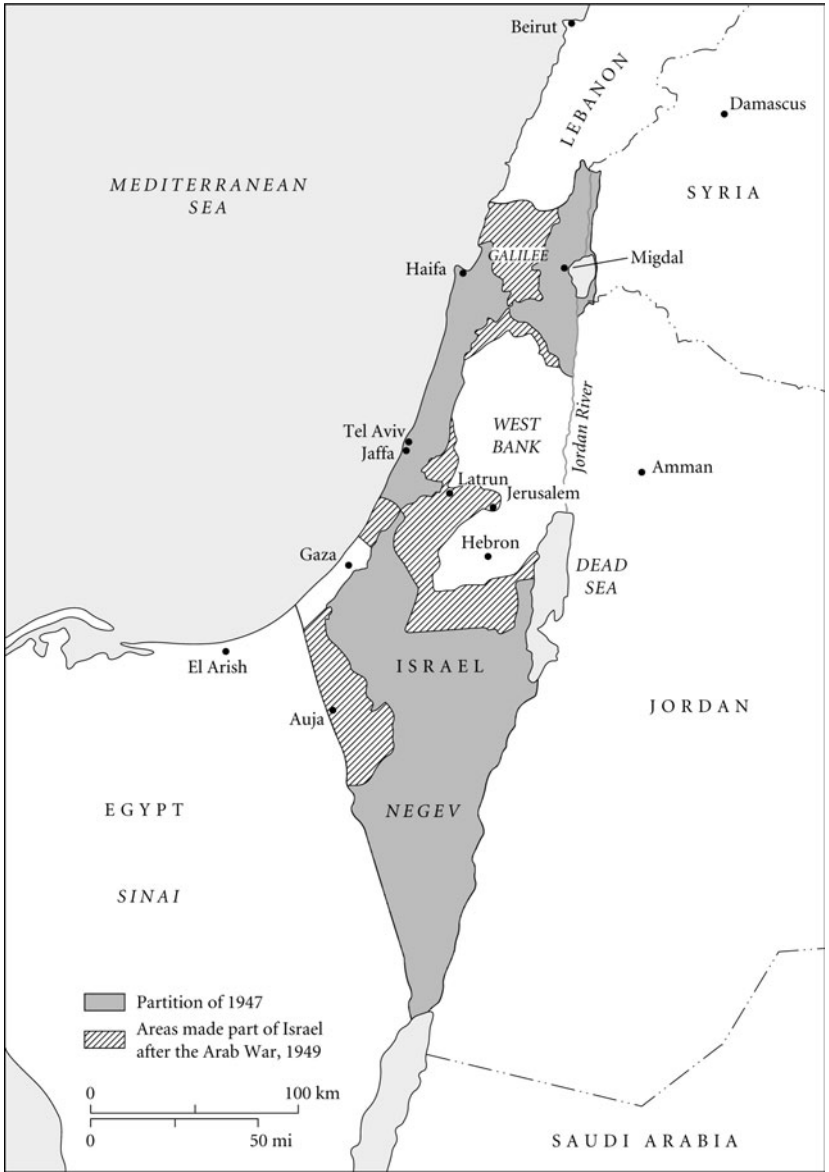 Beirut
LEBANON
Damascus
MEDITERRANEAN
SEA
SYRIA
GALILEE
Haifa
Migdal
Tel Aviv
Jaffa
WEST
BANK
Jordan River
Amman
Latrun
Jerusalem
Gaza
Hebron
DEAD
SEA
El Arish
ISRAEL
Auja
JORDAN
EGYPT
NEGEV
SINAI
Partition of 1947
Areas made part of Israel
after the Arab War, 1949
0 100 km
0 50 mi
SAUDI ARABIA